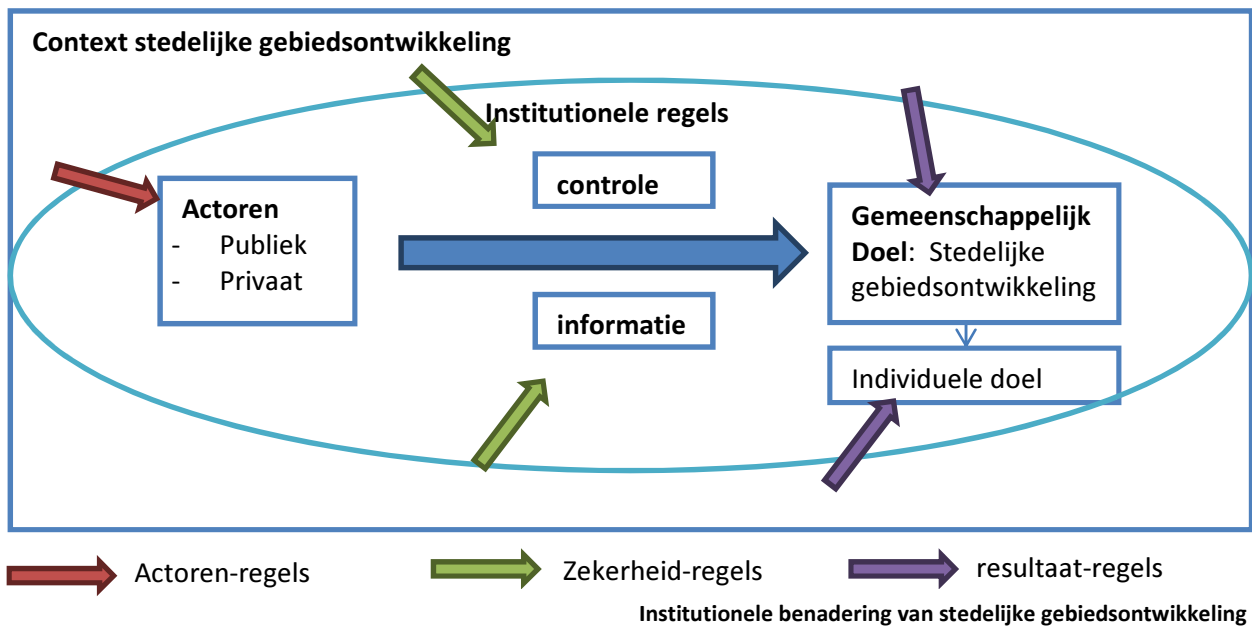 Context stedelijke gebiedsontwikkeling
Institutionele regels
controle
Actoren
- Publiek
- Privaat
Gemeenschappelijk
Doel: Stedelijke
gebiedsontwikkeling
informatie
Individuele doel
Actoren-regels
Zekerheid-regels
resultaat-regels
Institutionele benadering van stedelijke gebiedsontwikkeling